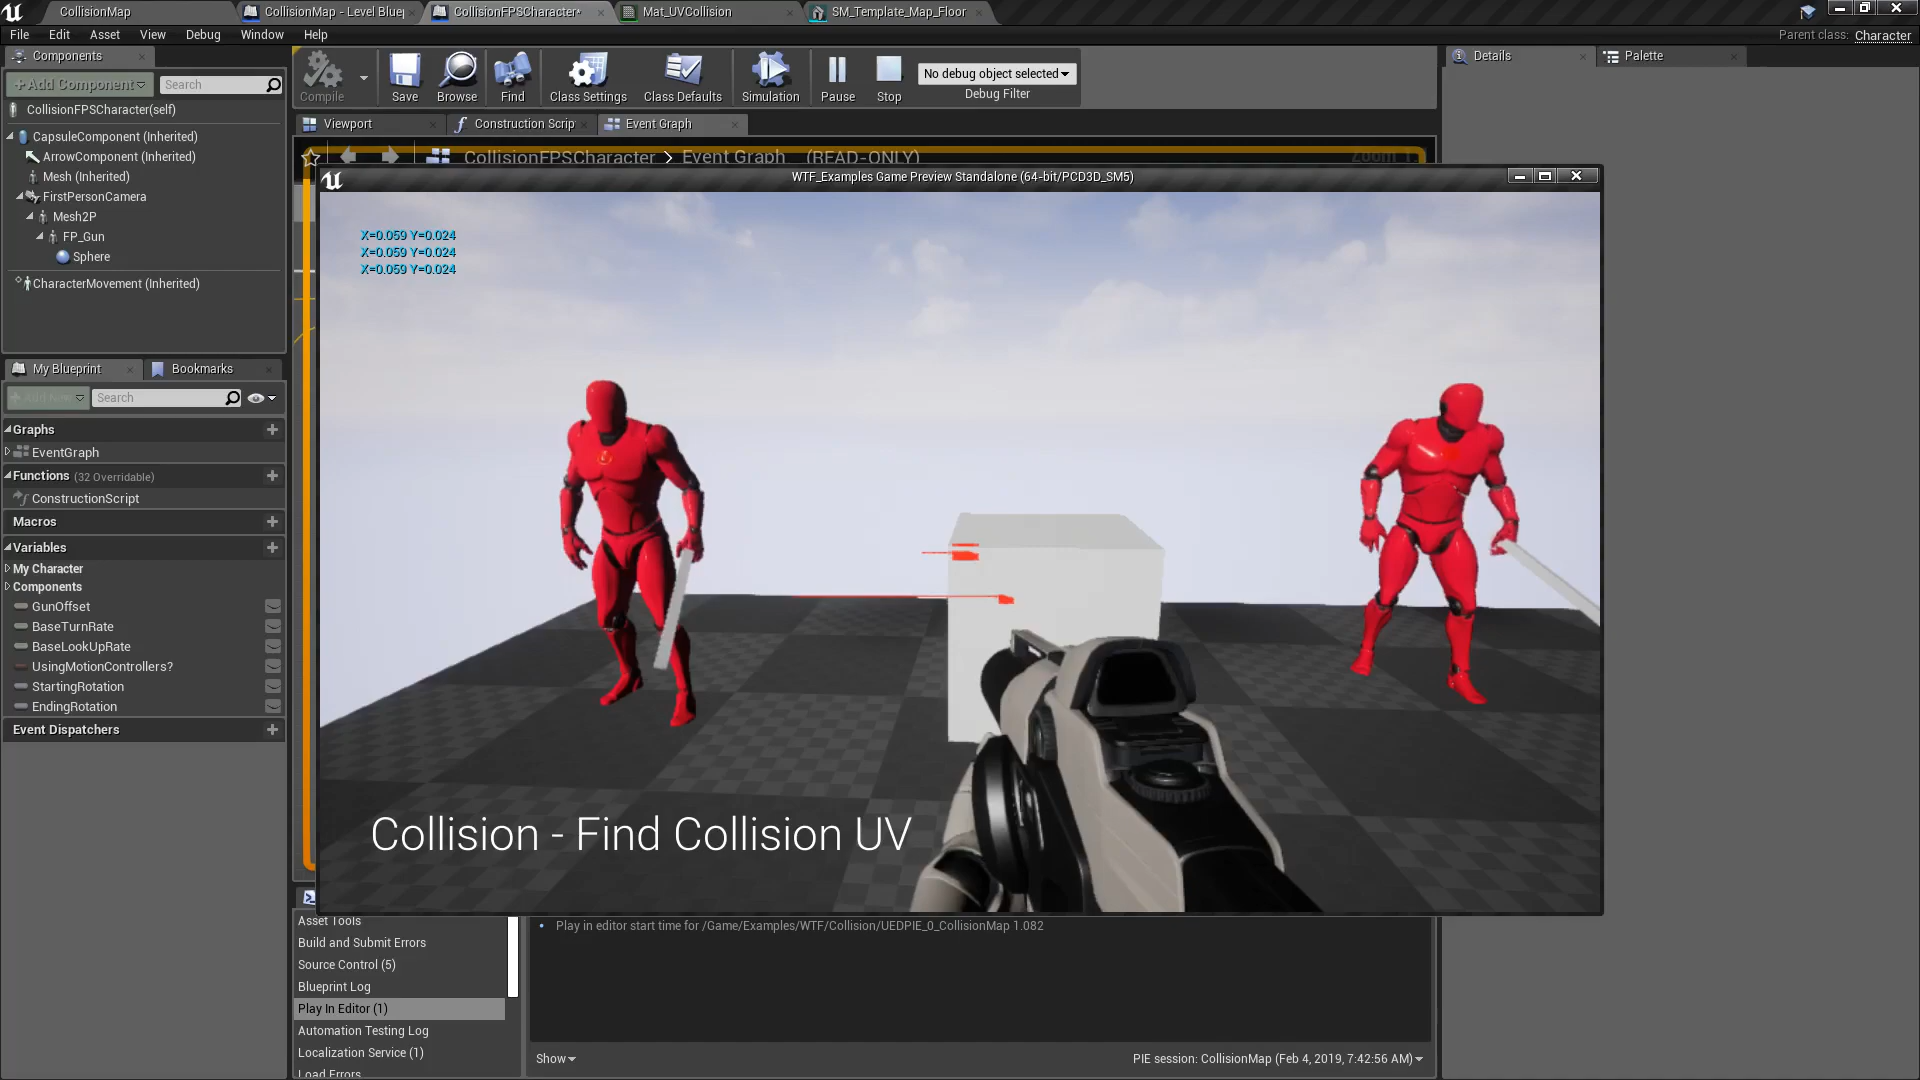 CollisionMap
CollisionMap - Level Bluep
CollisionFPSCharacter*
Mat_UVCollision
SM_Template_Map_Floor
File Edit Asset View Debug Window Help
Parent class: Character
Components
+Add Component
Search
CollisionFPSCharacter(self)
CapsuleComponent (Inherited)
ArrowComponent (Inherited)
Mesh (Inherited)
FirstPersonCamera
Mesh2P
FP_Gun
Sphere
CharacterMovement (Inherited)
My Blueprint
Bookmarks
+ Add New
Search
Graphs
EventGraph
Functions (32 Overridable)
ConstructionScript
Macros
Variables
My Character
Components
GunOffset
BaseTurnRate
BaseLookUpRate
UsingMotionControllers?
StartingRotation
EndingRotation
Event Dispatchers
Compile
Save
Browse
Find
Class Settings
Class Defaults
Simulation
Pause
Stop
No debug object selected
Debug Filter
Viewport
Construction Scrip
Event Graph
CollisionFPSCharacter > Event Graph (READ-ONLY)
Zoom 1
WTF_Examples Game Preview Standalone (64-bit/PCD3D_SM5)
X=0.059 Y=0.024
X=0.059 Y=0.024
X=0.059 Y=0.024
Collision - Find Collision UV
Asset Tools
Build and Submit Errors
Source Control (5)
Blueprint Log
Play In Editor (1)
Automation Testing Log
Localization Service (1)
Load Errors
Play in editor start time for /Game/Examples/WTF/Collision/UEDPIE_0_CollisionMap 1.082
Show
PIE session: CollisionMap (Feb 4, 2019, 7:42:56 AM)
Details
Palette